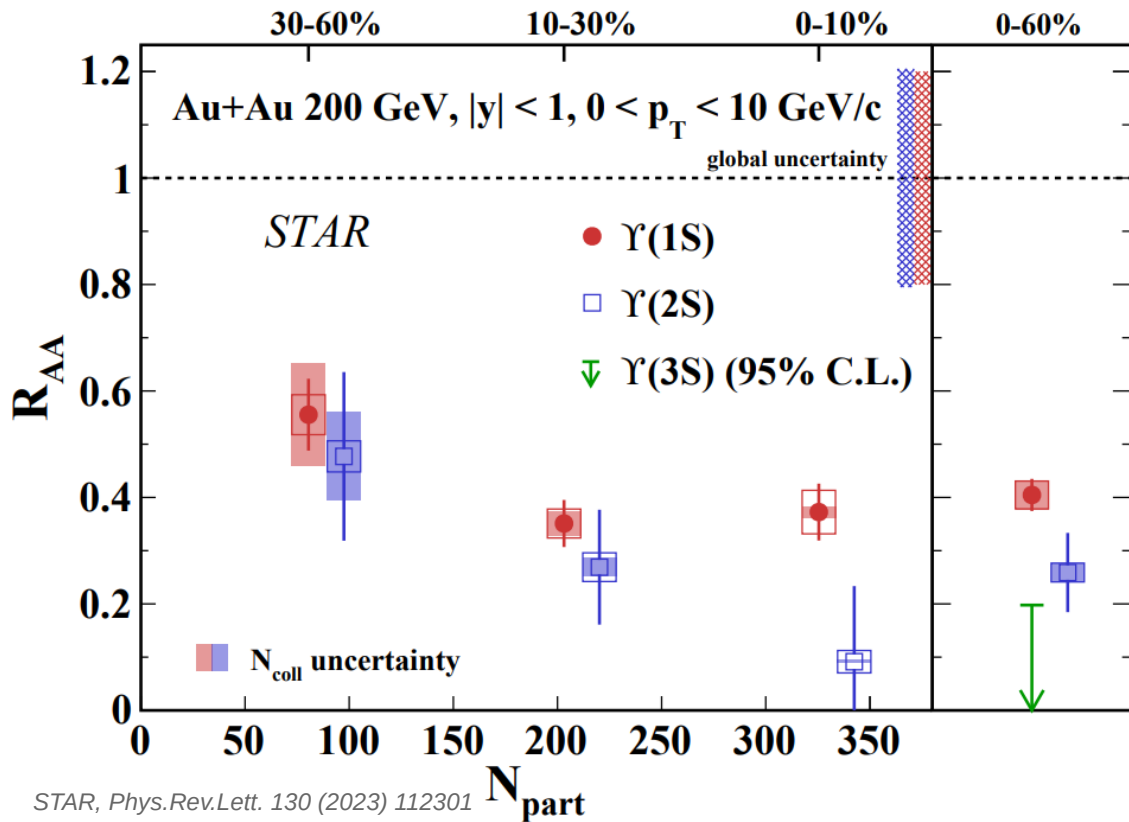 30-60% 10-30% 0-10% 0-60%
1.2
Au+Au 200 GeV, |y| < 1, 0 < p_T < 10 GeV/c
global uncertainty
1
STAR
ϒ(1S)
0.8
ϒ(2S)
ϒ(3S) (95% C.L.)
0.6
R_AA
0.4
0.2
N_coll uncertainty
0
0 50 100 150 200 250 300 350
N_part
STAR, Phys.Rev.Lett. 130 (2023) 112301